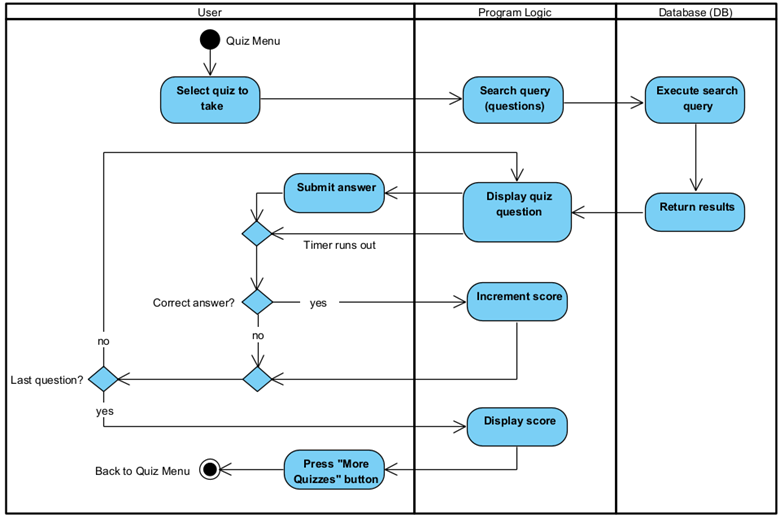 User
Program Logic
Database (DB)
Quiz Menu
Select quiz to
take
Search query
(questions)
Execute search
query
Submit answer
Display quiz
question
Return results
Timer runs out
Correct answer?
yes
Increment score
no
no
Last question?
yes
Display score
Back to Quiz Menu
Press "More
Quizzes" button